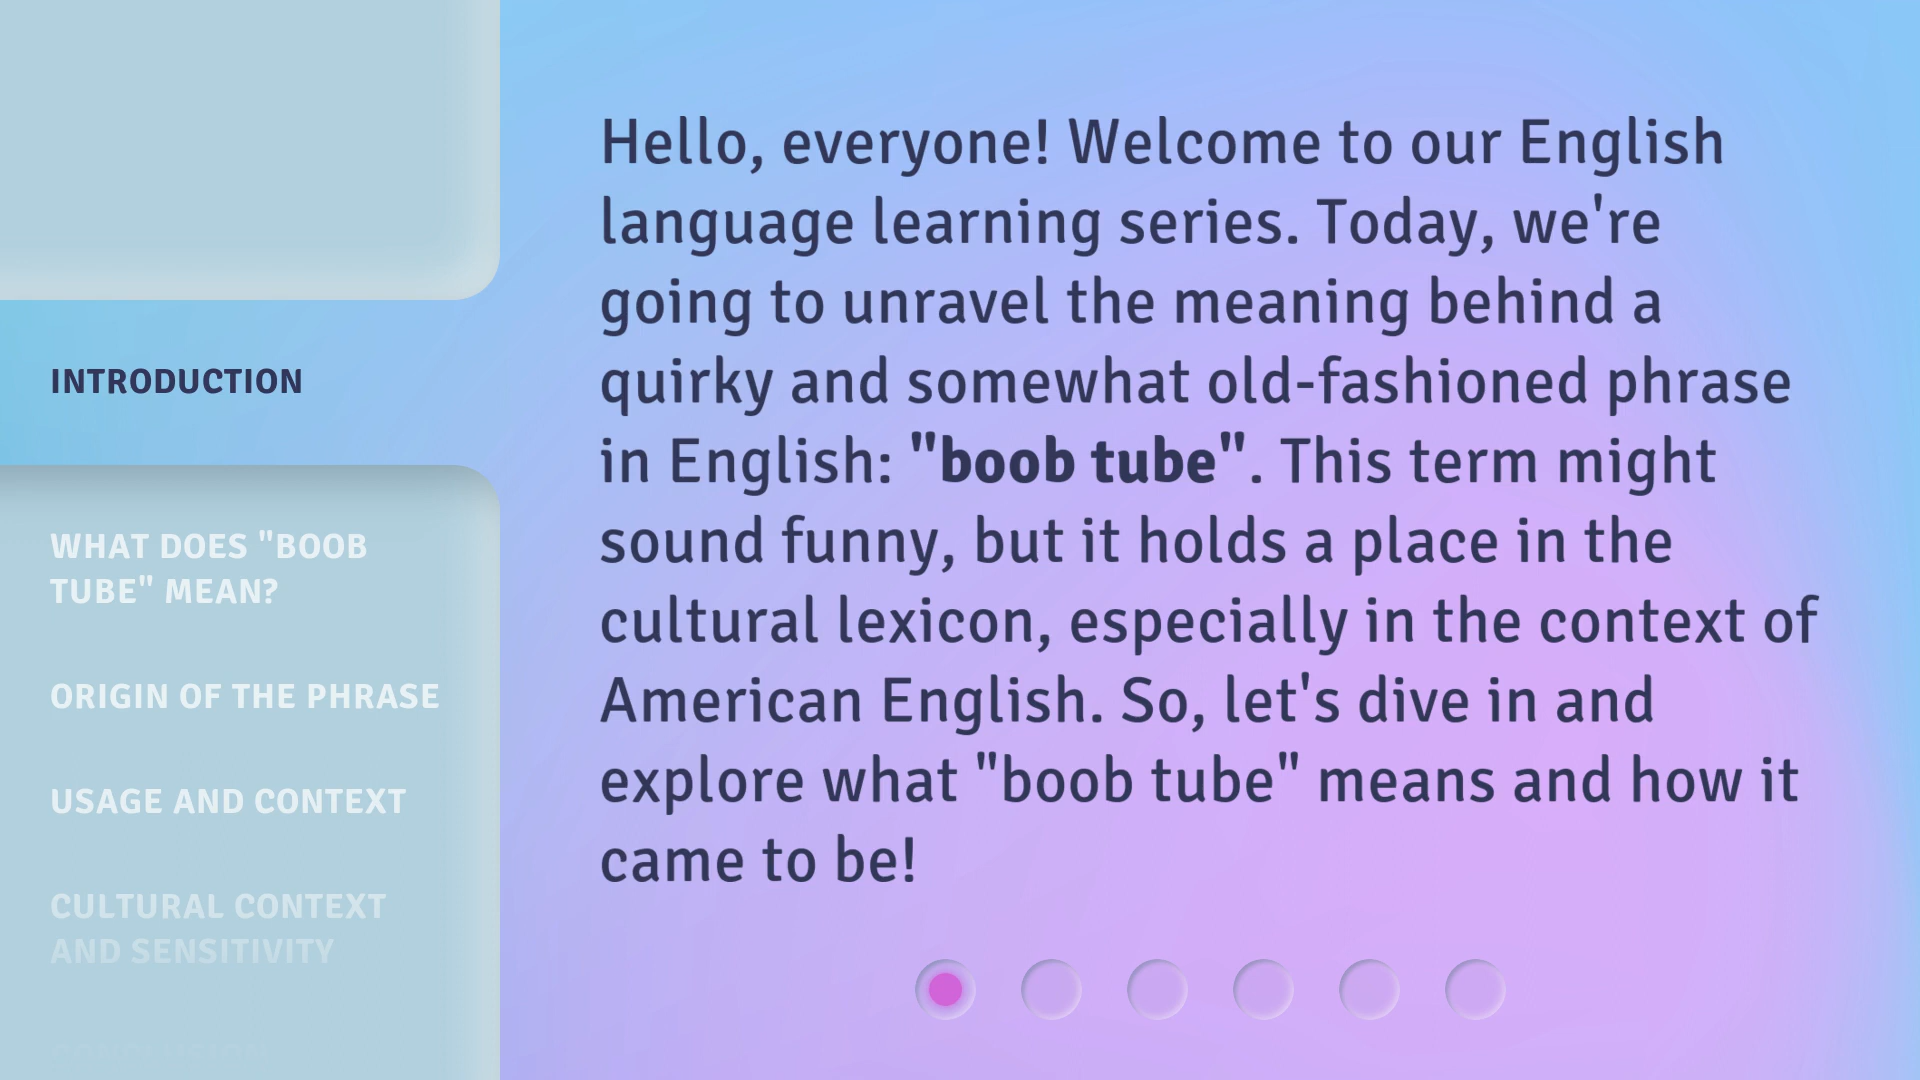 INTRODUCTION
WHAT DOES "BOOB
TUBE" MEAN?
ORIGIN OF THE PHRASE
USAGE AND CONTEXT
CULTURAL CONTEXT
AND SENSITIVITY
CONCLUSION
Hello, everyone! Welcome to our English
language learning series. Today, we're
going to unravel the meaning behind a
quirky and somewhat old-fashioned phrase
in English: "boob tube". This term might
sound funny, but it holds a place in the
cultural lexicon, especially in the context of
American English. So, let's dive in and
explore what "boob tube" means and how it
came to be!